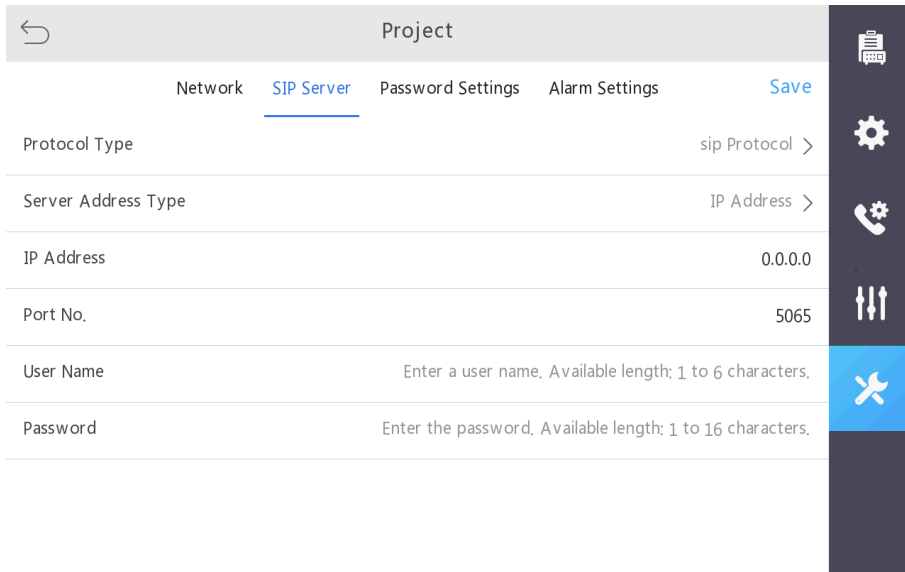 Project
Network SIP Server Password Settings Alarm Settings Save
Protocol Type sip Protocol
Server Address Type IP Address
IP Address 0.0.0.0
Port No. 5065
User Name Enter a user name. Available length: 1 to 6 characters.
Password Enter the password. Available length: 1 to 16 characters.